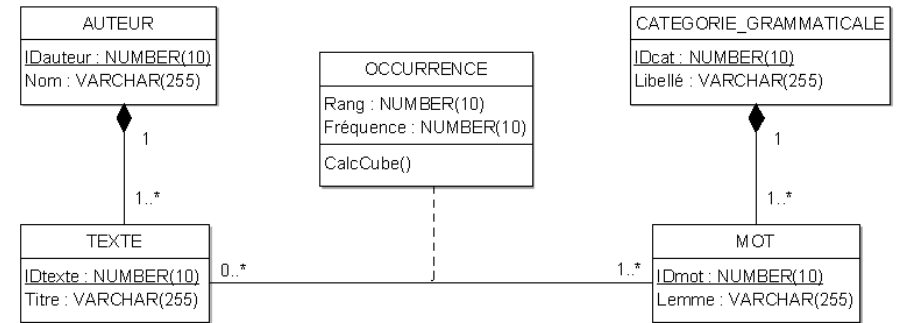 AUTEUR
IDauteur : NUMBER(10)
Nom : VARCHAR(255)
1
1..*
TEXTE
IDtexte : NUMBER(10)
Titre : VARCHAR(255)
0..*
OCCURRENCE
Rang : NUMBER(10)
Fréquence : NUMBER(10)
CalcCube()
CATEGORIE_GRAMMATICALE
IDcat : NUMBER(10)
Libellé : VARCHAR(255)
1
1..*
1..*
MOT
IDmot : NUMBER(10)
Lemme : VARCHAR(255)